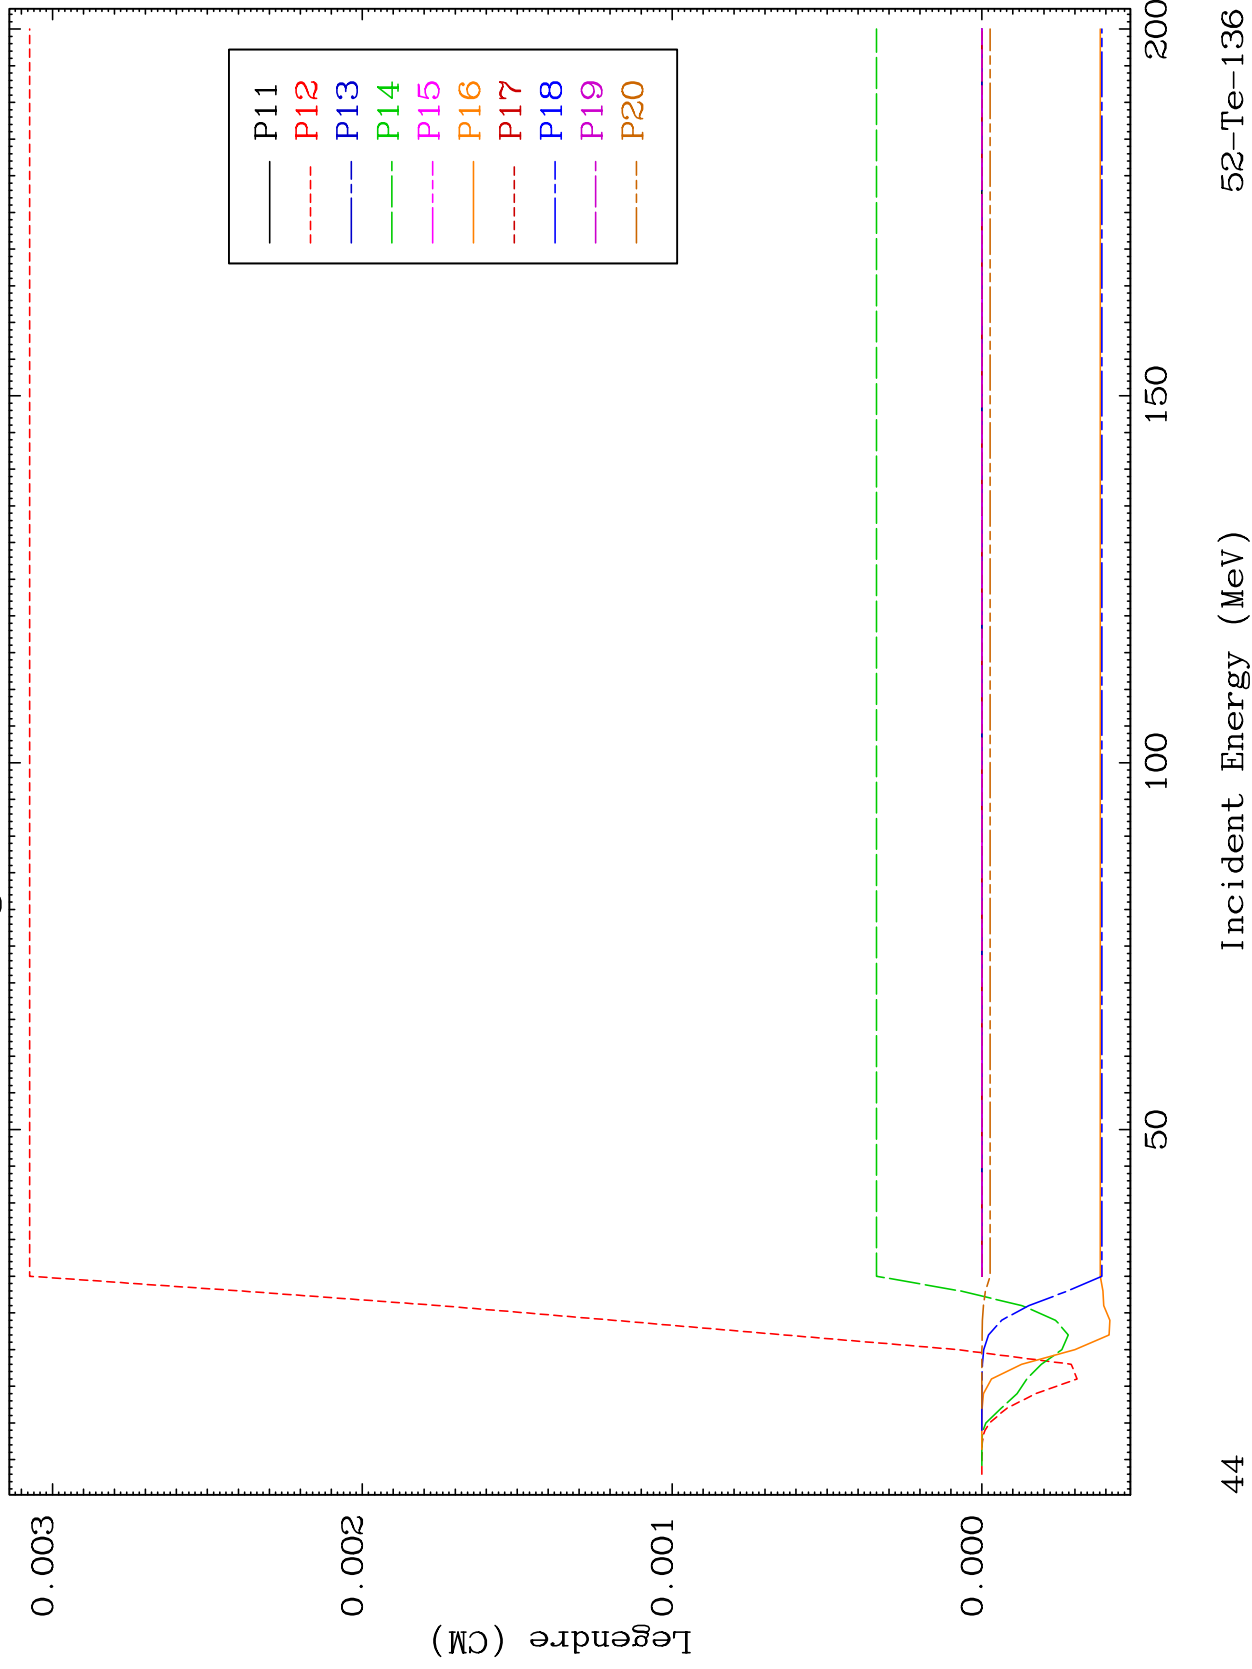 P11
P12
P13
P14
P15
P16
P17
P18
P19
P20
0.003
0.002
0.001
0.000
Legendre (CM)
50
100
150
200
Incident Energy (MeV)
44
52-Te-136